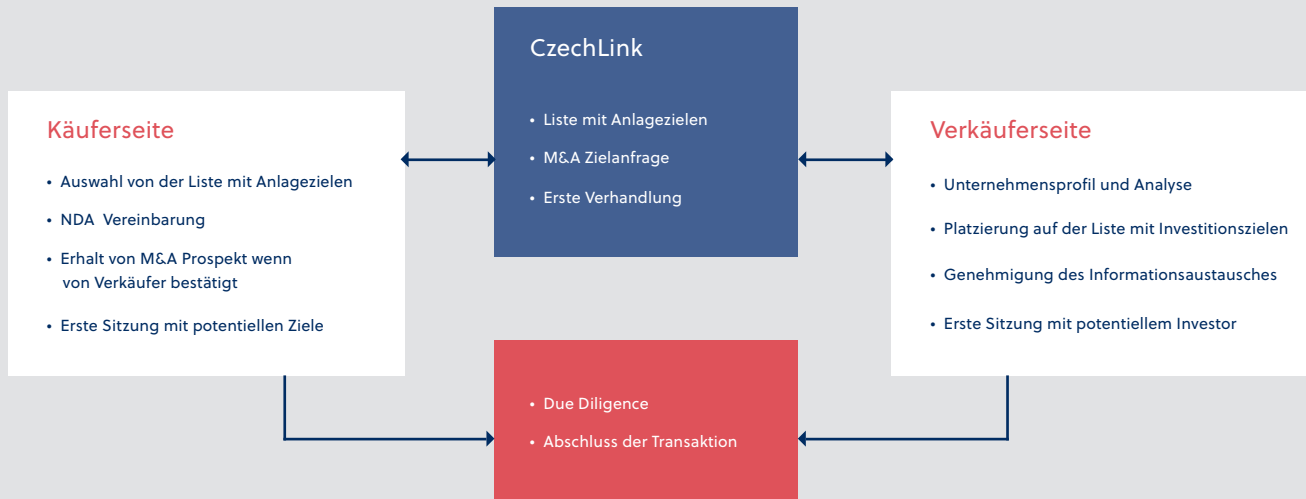 CzechLink
• Liste mit Anlagezielen
• M&A Zielanfrage
• Erste Verhandlung
Käuferseite
• Auswahl von der Liste mit Anlagezielen
• NDA Vereinbarung
• Erhalt von M&A Prospekt wenn
von Verkäufer bestätigt
• Erste Sitzung mit potentiellen Ziele
Verkäuferseite
• Unternehmensprofil und Analyse
• Platzierung auf der Liste mit Investitionszielen
• Genehmigung des Informationsaustausches
• Erste Sitzung mit potentiellem Investor
• Due Diligence
• Abschluss der Transaktion